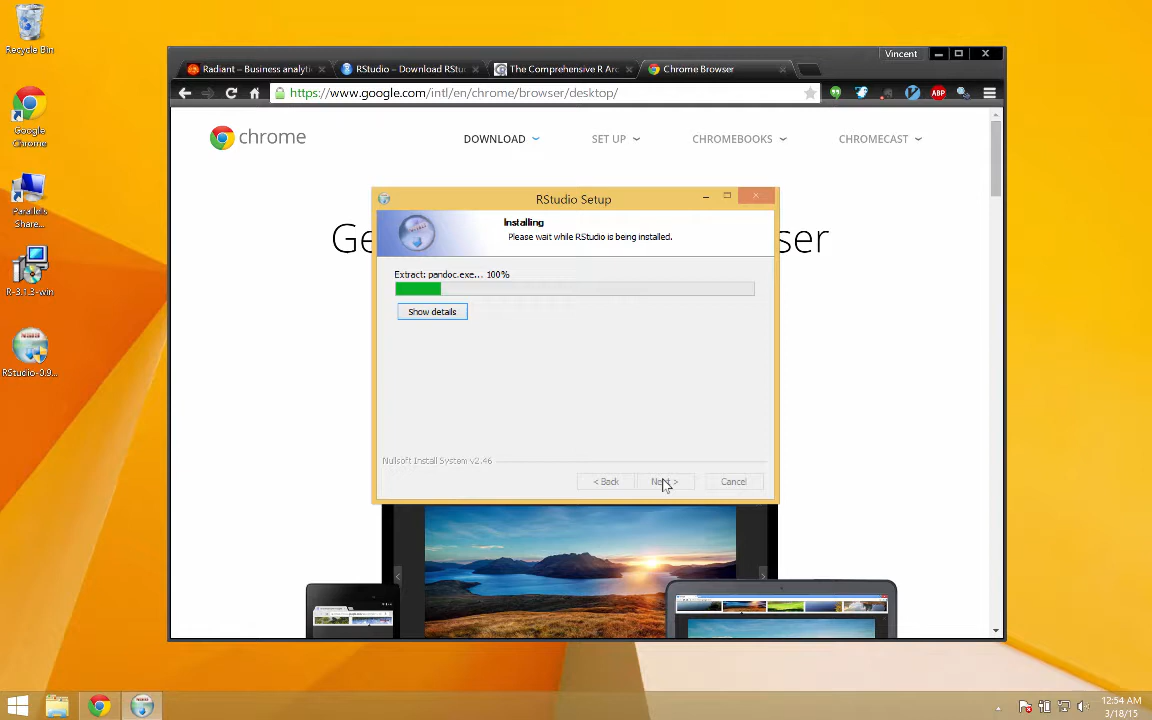 Recycle Bin
Google
Chrome
Parallels
Share...
R-3.1.3-win
RStudio-0.9...
Vincent
Radiant – Business analyti
RStudio – Download RStu
The Comprehensive R Arc
Chrome Browser
https://www.google.com/intl/en/chrome/browser/desktop/
ABP
chrome
DOWNLOAD
SET UP
CHROMEBOOKS
CHROMECAST
Ge
ser
RStudio Setup
Installing
Please wait while RStudio is being installed.
Extract: pandoc.exe... 100%
Show details
Nullsoft Install System v2.46
< Back
Next >
Cancel
12:54 AM
3/18/15